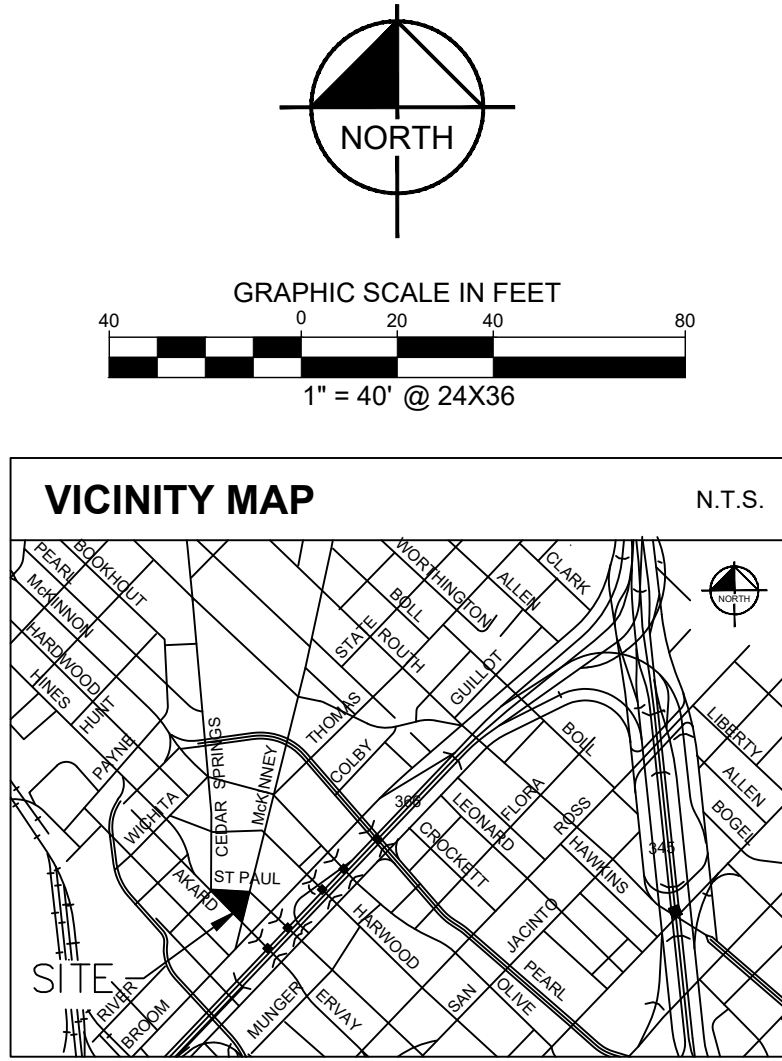 NORTH
GRAPHIC SCALE IN FEET
40 0 20 40 80
1" = 40' @ 24X36
VICINITY MAP
N.T.S.
NORTH
PEARL
BOOKHOUT
McKINNON
HARDWOOD
HINES
HUNT
PAYNE
WICHITA
CEDAR SPRINGS
McKINNEY
THOMAS
COLBY
STATE
ROUTH
BOLL
WORTHINGTON
ALLEN
CLARK
GUILLOT
BOLL
LIBERTY
ALLEN
BOGEL
366
345
LEONARD
FLORA
ROSS
HAWKINS
CROCKETT
ST PAUL
AKARD
HARWOOD
JACINTO
PEARL
SAN
OLIVE
SITE
RIVER
BROOM
MUNGER
ERVAY